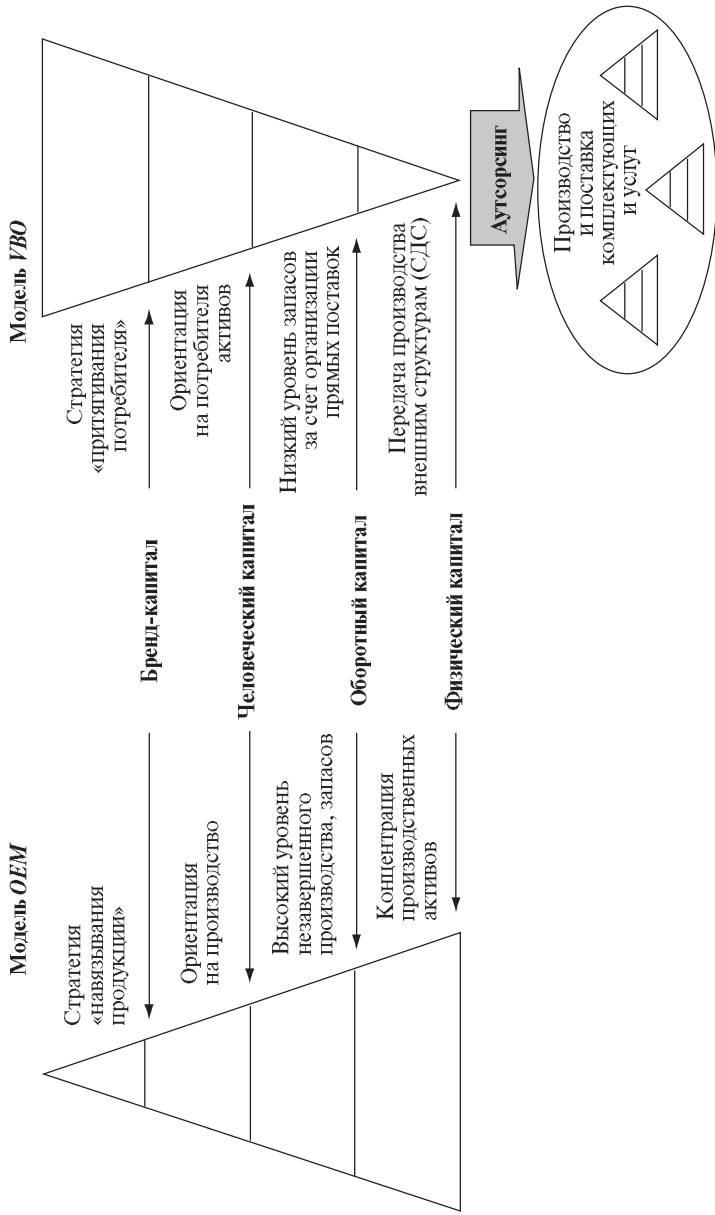 Модель OEM
Стратегия
«навязывания
продукции»
Ориентация
на производство
Высокий уровень
незавершенного
производства, запасов
Концентрация
производственных
активов
Бренд-капитал
Человеческий капитал
Оборотный капитал
Физический капитал
Модель VBO
Стратегия
«притягивания
потребителя»
Ориентация
на потребителя
активов
Низкий уровень запасов
за счет организации
прямых поставок
Передача производства
внешним структурам (СДС)
Аутсорсинг
Производство
и поставка
комплектующих
и услуг